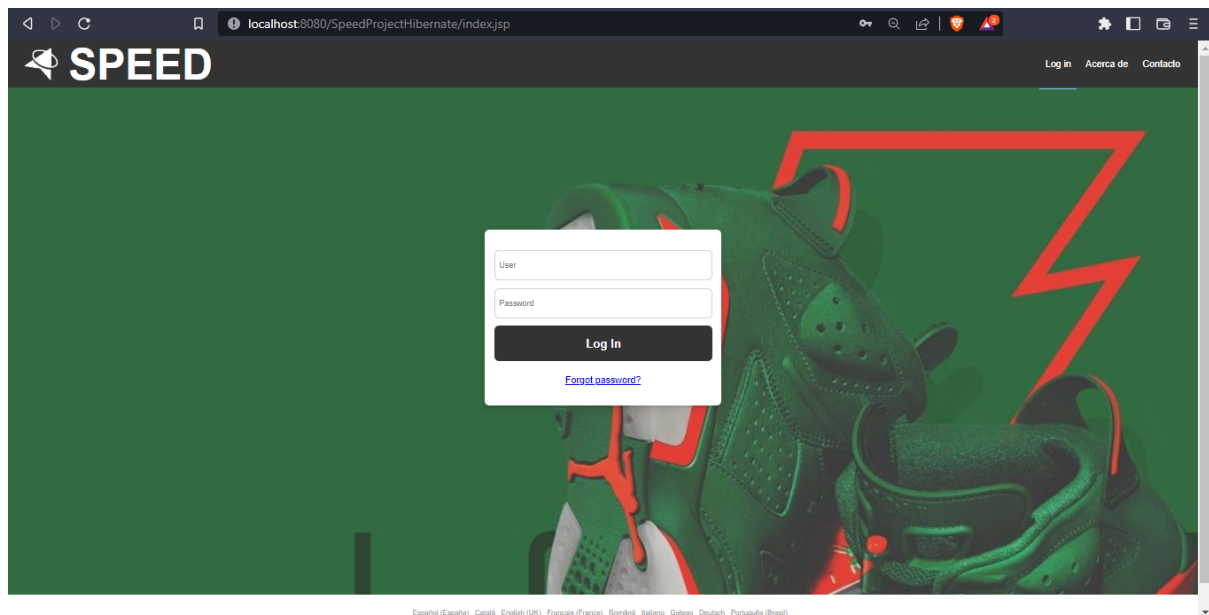 localhost:8080/SpeedProjectHibernate/index.jsp
2
SPEED
Log in Acerca de Contacto
User
Password
Log In
Forgot password?
Español (España) Català English (UK) Français (France) Română Italiano Galego Deutsch Português (Brasil)